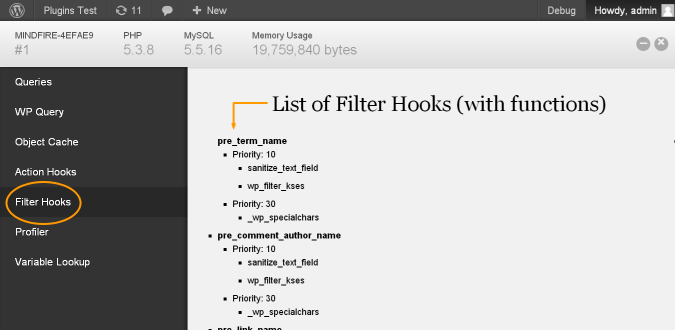 Plugins Test 11 New Debug Howdy, admin
MINDFIRE-4EFAE9 PHP MySQL Memory Usage
#1 5.3.8 5.5.16 19,759,840 bytes
Queries
WP Query
Object Cache
Action Hooks
Filter Hooks
Profiler
Variable Lookup
List of Filter Hooks (with functions)
pre_term_name
Priority: 10
sanitize_text_field
wp_filter_kses
Priority: 30
_wp_specialchars
pre_comment_author_name
Priority: 10
sanitize_text_field
wp_filter_kses
Priority: 30
_wp_specialchars
pre_link_name